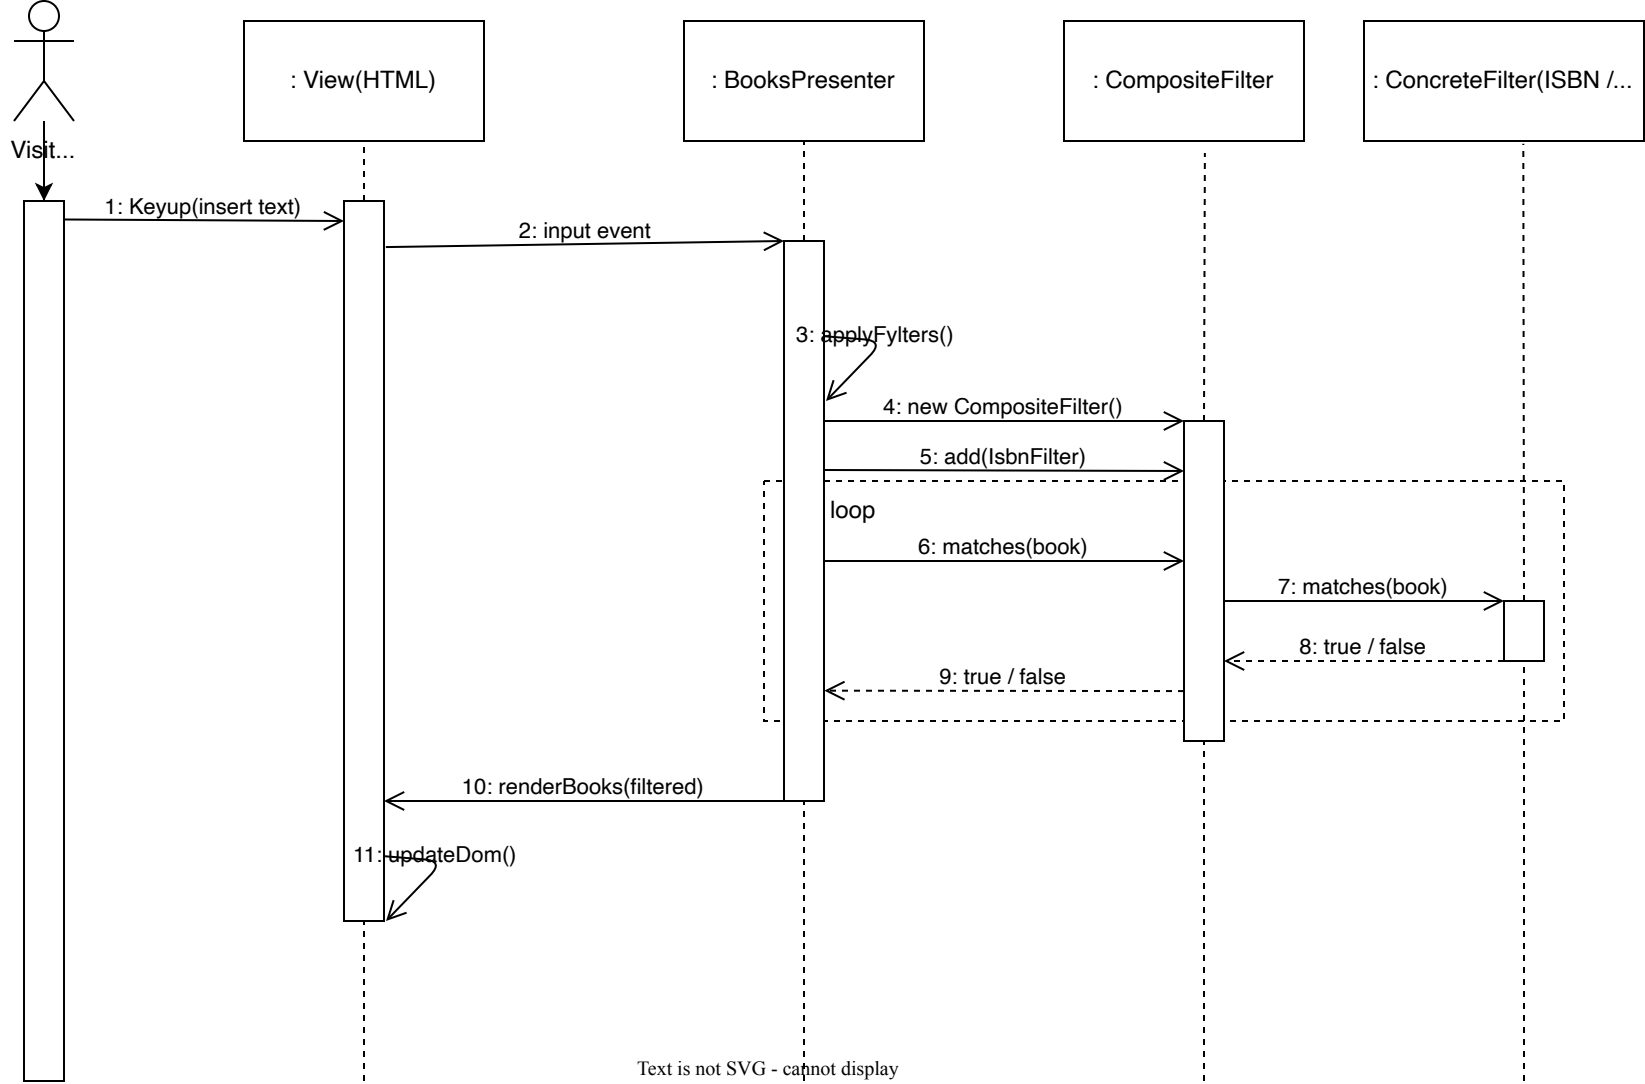 : View(HTML)
: BooksPresenter
: CompositeFilter
: ConcreteFilter(ISBN /...
Visit...
1: Keyup(insert text)
2: input event
3: applyFylters()
4: new CompositeFilter()
5: add(IsbnFilter)
loop
6: matches(book)
7: matches(book)
8: true / false
9: true / false
10: renderBooks(filtered)
11: updateDom()
Text is not SVG - cannot display